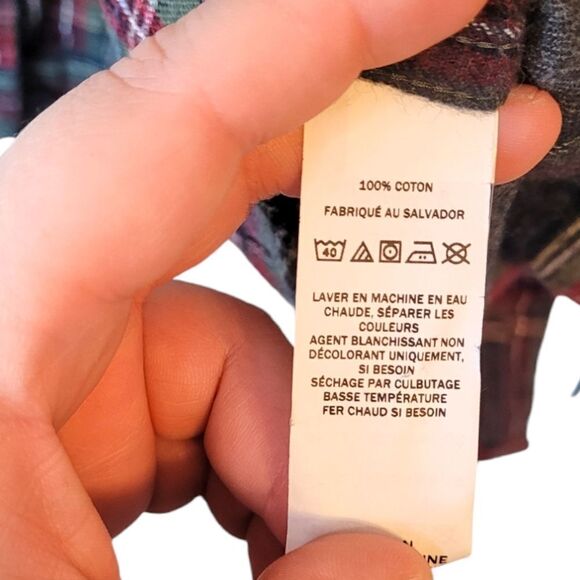 100% COTON
FABRIQUÉ AU SALVADOR
40
LAVER EN MACHINE EN EAU
CHAUDE, SÉPARER LES
COULEURS
AGENT BLANCHISSANT NON
DÉCOLORANT UNIQUEMENT,
SI BESOIN
SÉCHAGE PAR CULBUTAGE
BASSE TEMPÉRATURE
FER CHAUD SI BESOIN